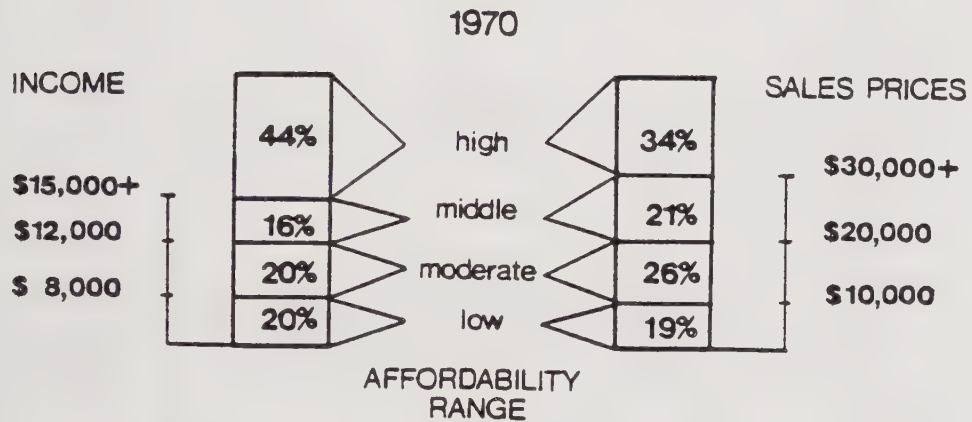 1970
INCOME
SALES PRICES
44%
high
34%
$15,000+
$30,000+
16%
middle
21%
$12,000
$20,000
20%
moderate
26%
$ 8,000
$10,000
20%
low
19%
AFFORDABILITY
RANGE